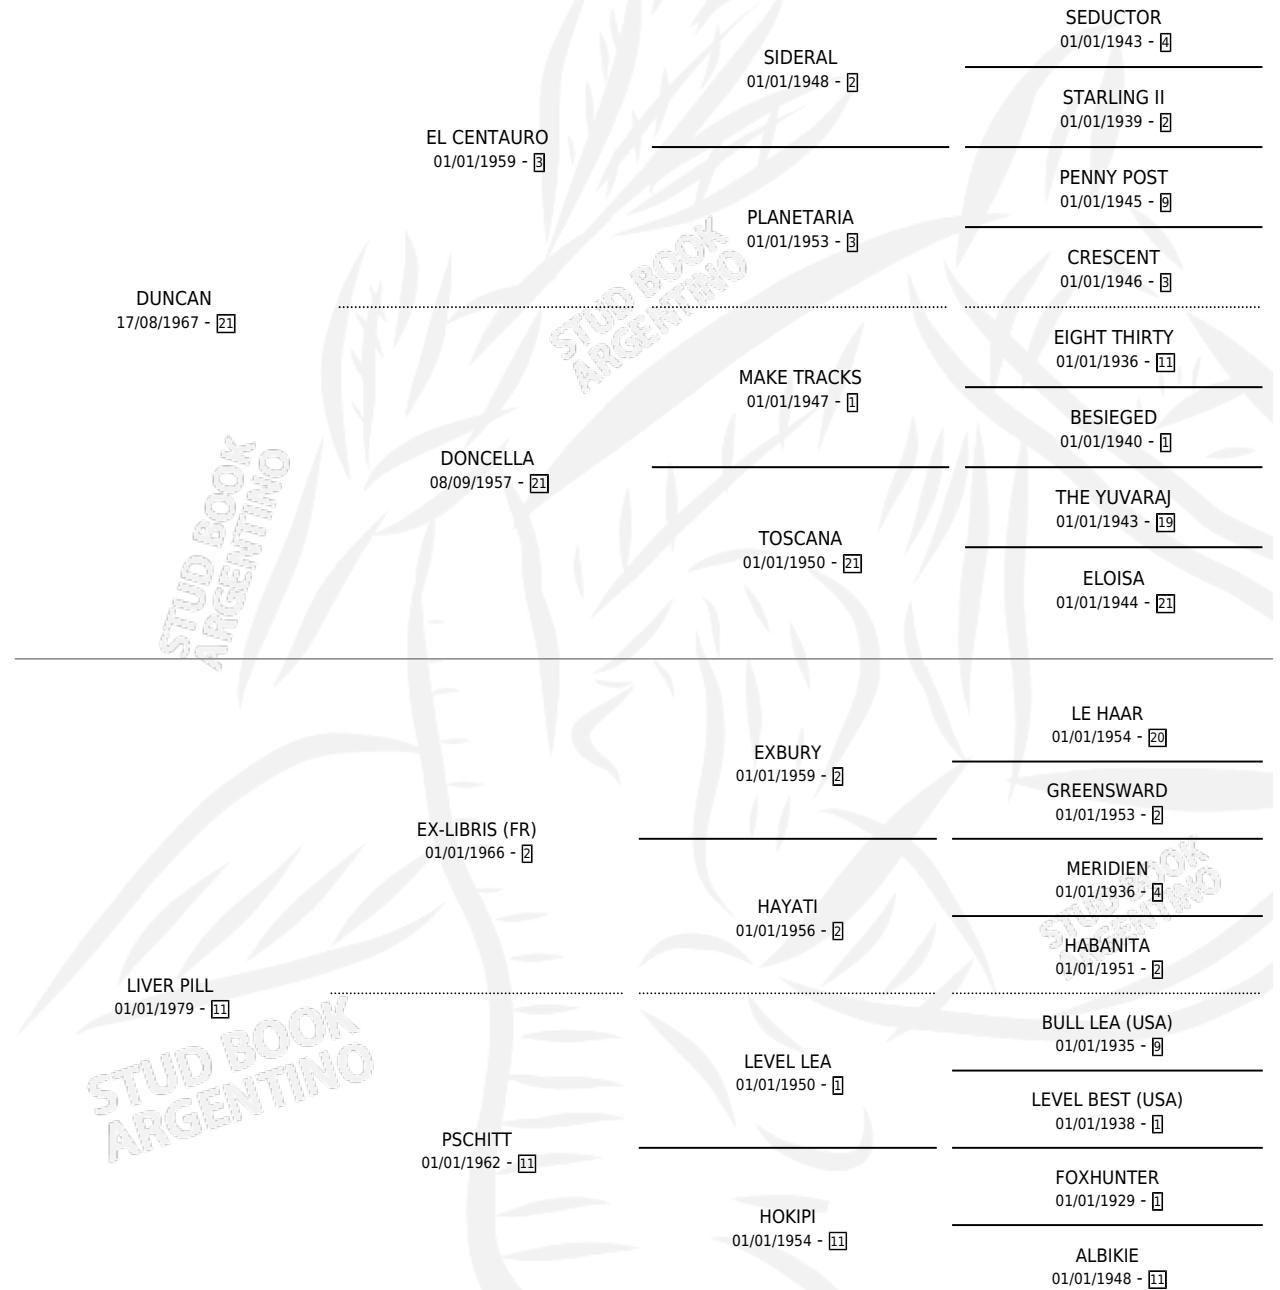 SEDUCTOR
01/01/1943 - 4
SIDERAL
01/01/1948 - 2
STARLING II
01/01/1939 - 2
EL CENTAURO
01/01/1959 - 3
PENNY POST
01/01/1945 - 9
PLANETARIA
01/01/1953 - 3
CRESCENT
01/01/1946 - 3
DUNCAN
17/08/1967 - 21
EIGHT THIRTY
01/01/1936 - 11
MAKE TRACKS
01/01/1947 - 1
BESIEGED
01/01/1940 - 1
DONCELLA
08/09/1957 - 21
THE YUVARAJ
01/01/1943 - 19
TOSCANA
01/01/1950 - 21
ELOISA
01/01/1944 - 21
STUD BOOK
ARGENTINO
STUD BOOK
ARGENTINO
LE HAAR
01/01/1954 - 20
EXBURY
01/01/1959 - 2
GREENSWARD
01/01/1953 - 2
EX-LIBRIS (FR)
01/01/1966 - 2
MERIDIEN
01/01/1936 - 4
HAYATI
01/01/1956 - 2
HABANITA
01/01/1951 - 2
LIVER PILL
01/01/1979 - 11
BULL LEA (USA)
01/01/1935 - 9
LEVEL LEA
01/01/1950 - 1
LEVEL BEST (USA)
01/01/1938 - 1
PSCHITT
01/01/1962 - 11
FOXHUNTER
01/01/1929 - 1
HOKIPI
01/01/1954 - 11
ALBIKIE
01/01/1948 - 11
STUD BOOK
ARGENTINO
STUD BOOK
ARGENTINO